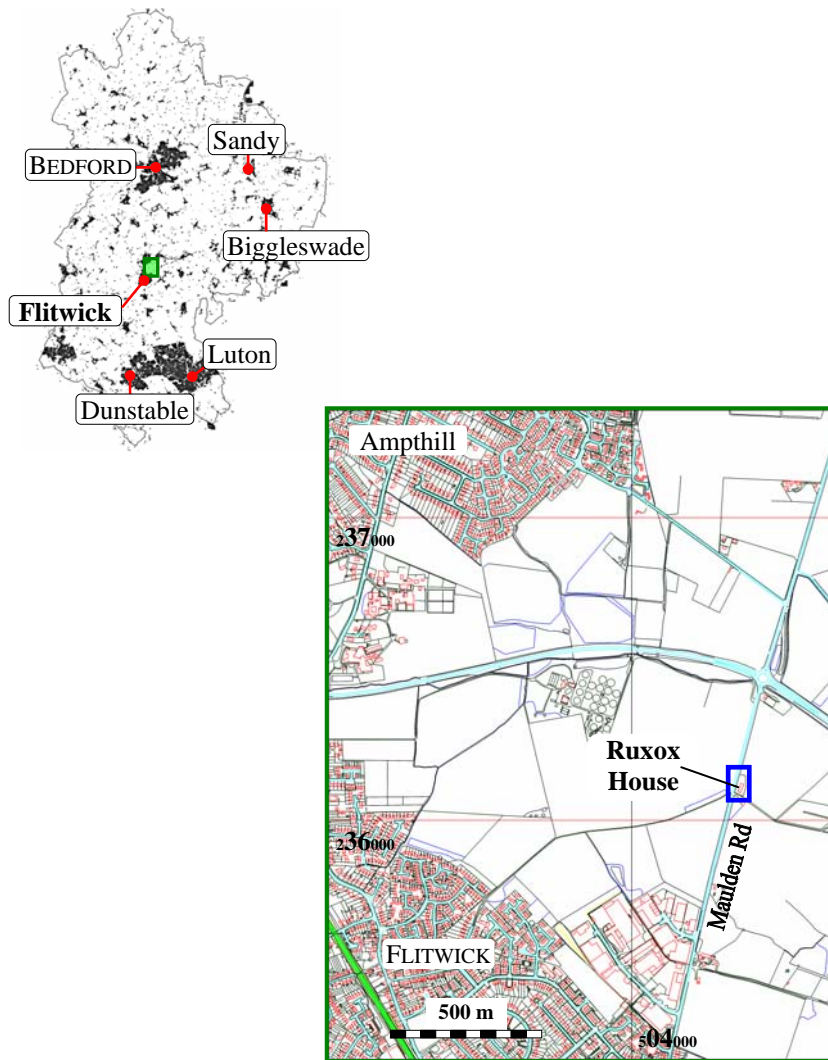 Sandy
BEDFORD
Biggleswade
Flitwick
Luton
Dunstable
Ampthill
237000
Ruxox
House
236000
Maulden Rd
FLITWICK
500 m
504000